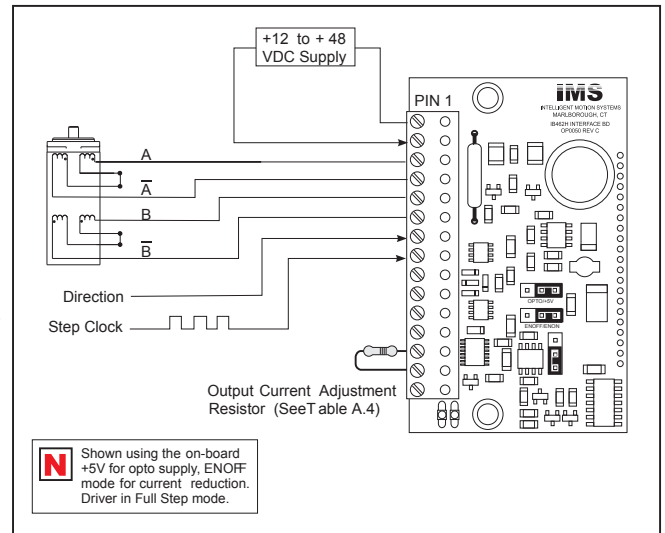 +12 to + 48
VDC Supply
PIN 1
IMS
INTELLIGENT MOTION SYSTEMS
MARLBOROUGH, CT
IB462H INTERFACE BD
OP0050 REV C
A
A̅
B
B̅
Direction
Step Clock
OPTO/+5V
ENOFF/ENON
Output Current Adjustment
Resistor (SeeT able A.4)
N
Shown using the on-board
+5V for opto supply, ENOFF
mode for current reduction.
Driver in Full Step mode.